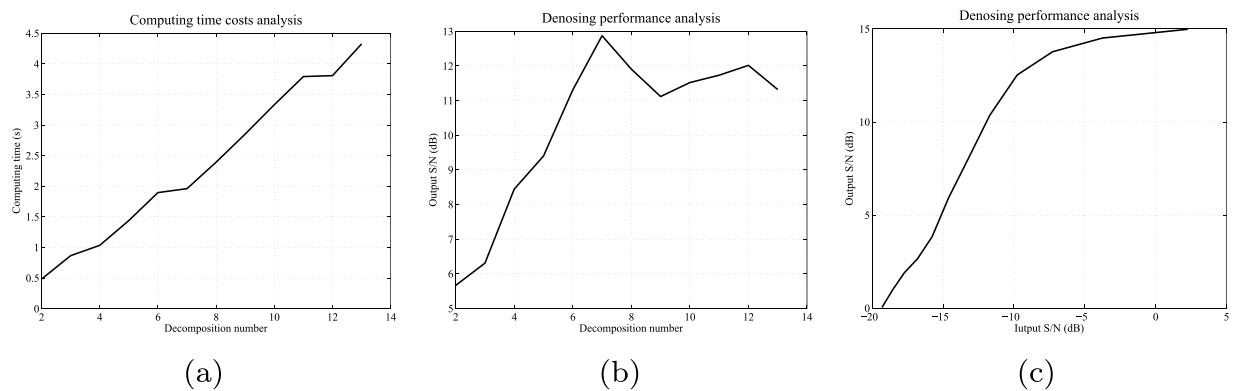 Computing time costs analysis
4.5
4
3.5
3
2.5
2
1.5
1
0.5
0
Computing time (s)
2 4 6 8 10 12 14
Decomposition number
(a)
Denosing performance analysis
13
12
11
10
9
8
7
6
5
Output S/N (dB)
2 4 6 8 10 12 14
Decomposition number
(b)
Denosing performance analysis
15
10
5
0
Output S/N (dB)
−20 −15 −10 −5 0 5
Iutput S/N (dB)
(c)